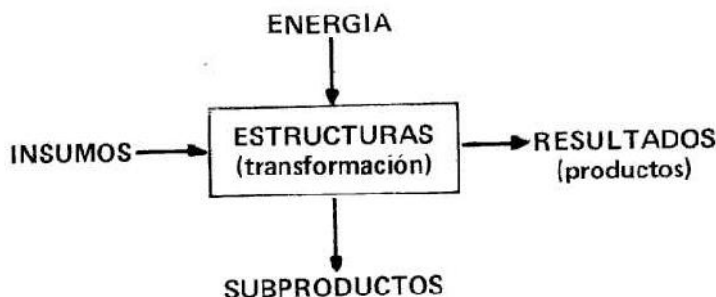 ENERGIA
INSUMOS
ESTRUCTURAS
(transformación)
RESULTADOS
(productos)
SUBPRODUCTOS